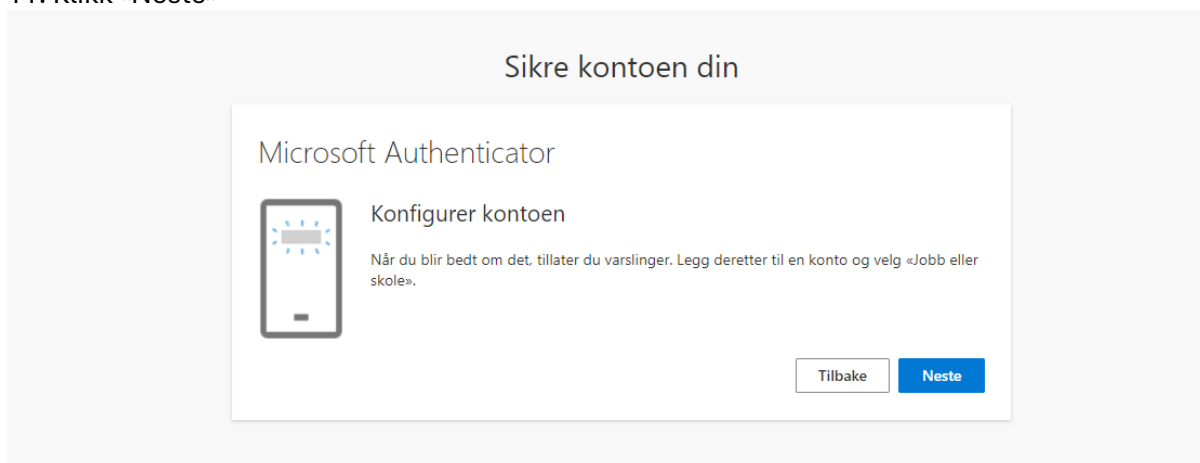 Sikre kontoen din
Microsoft Authenticator
Konfigurer kontoen
Når du blir bedt om det, tillater du varslinger. Legg deretter til en konto og velg «Jobb eller
skole».
Tilbake
Neste